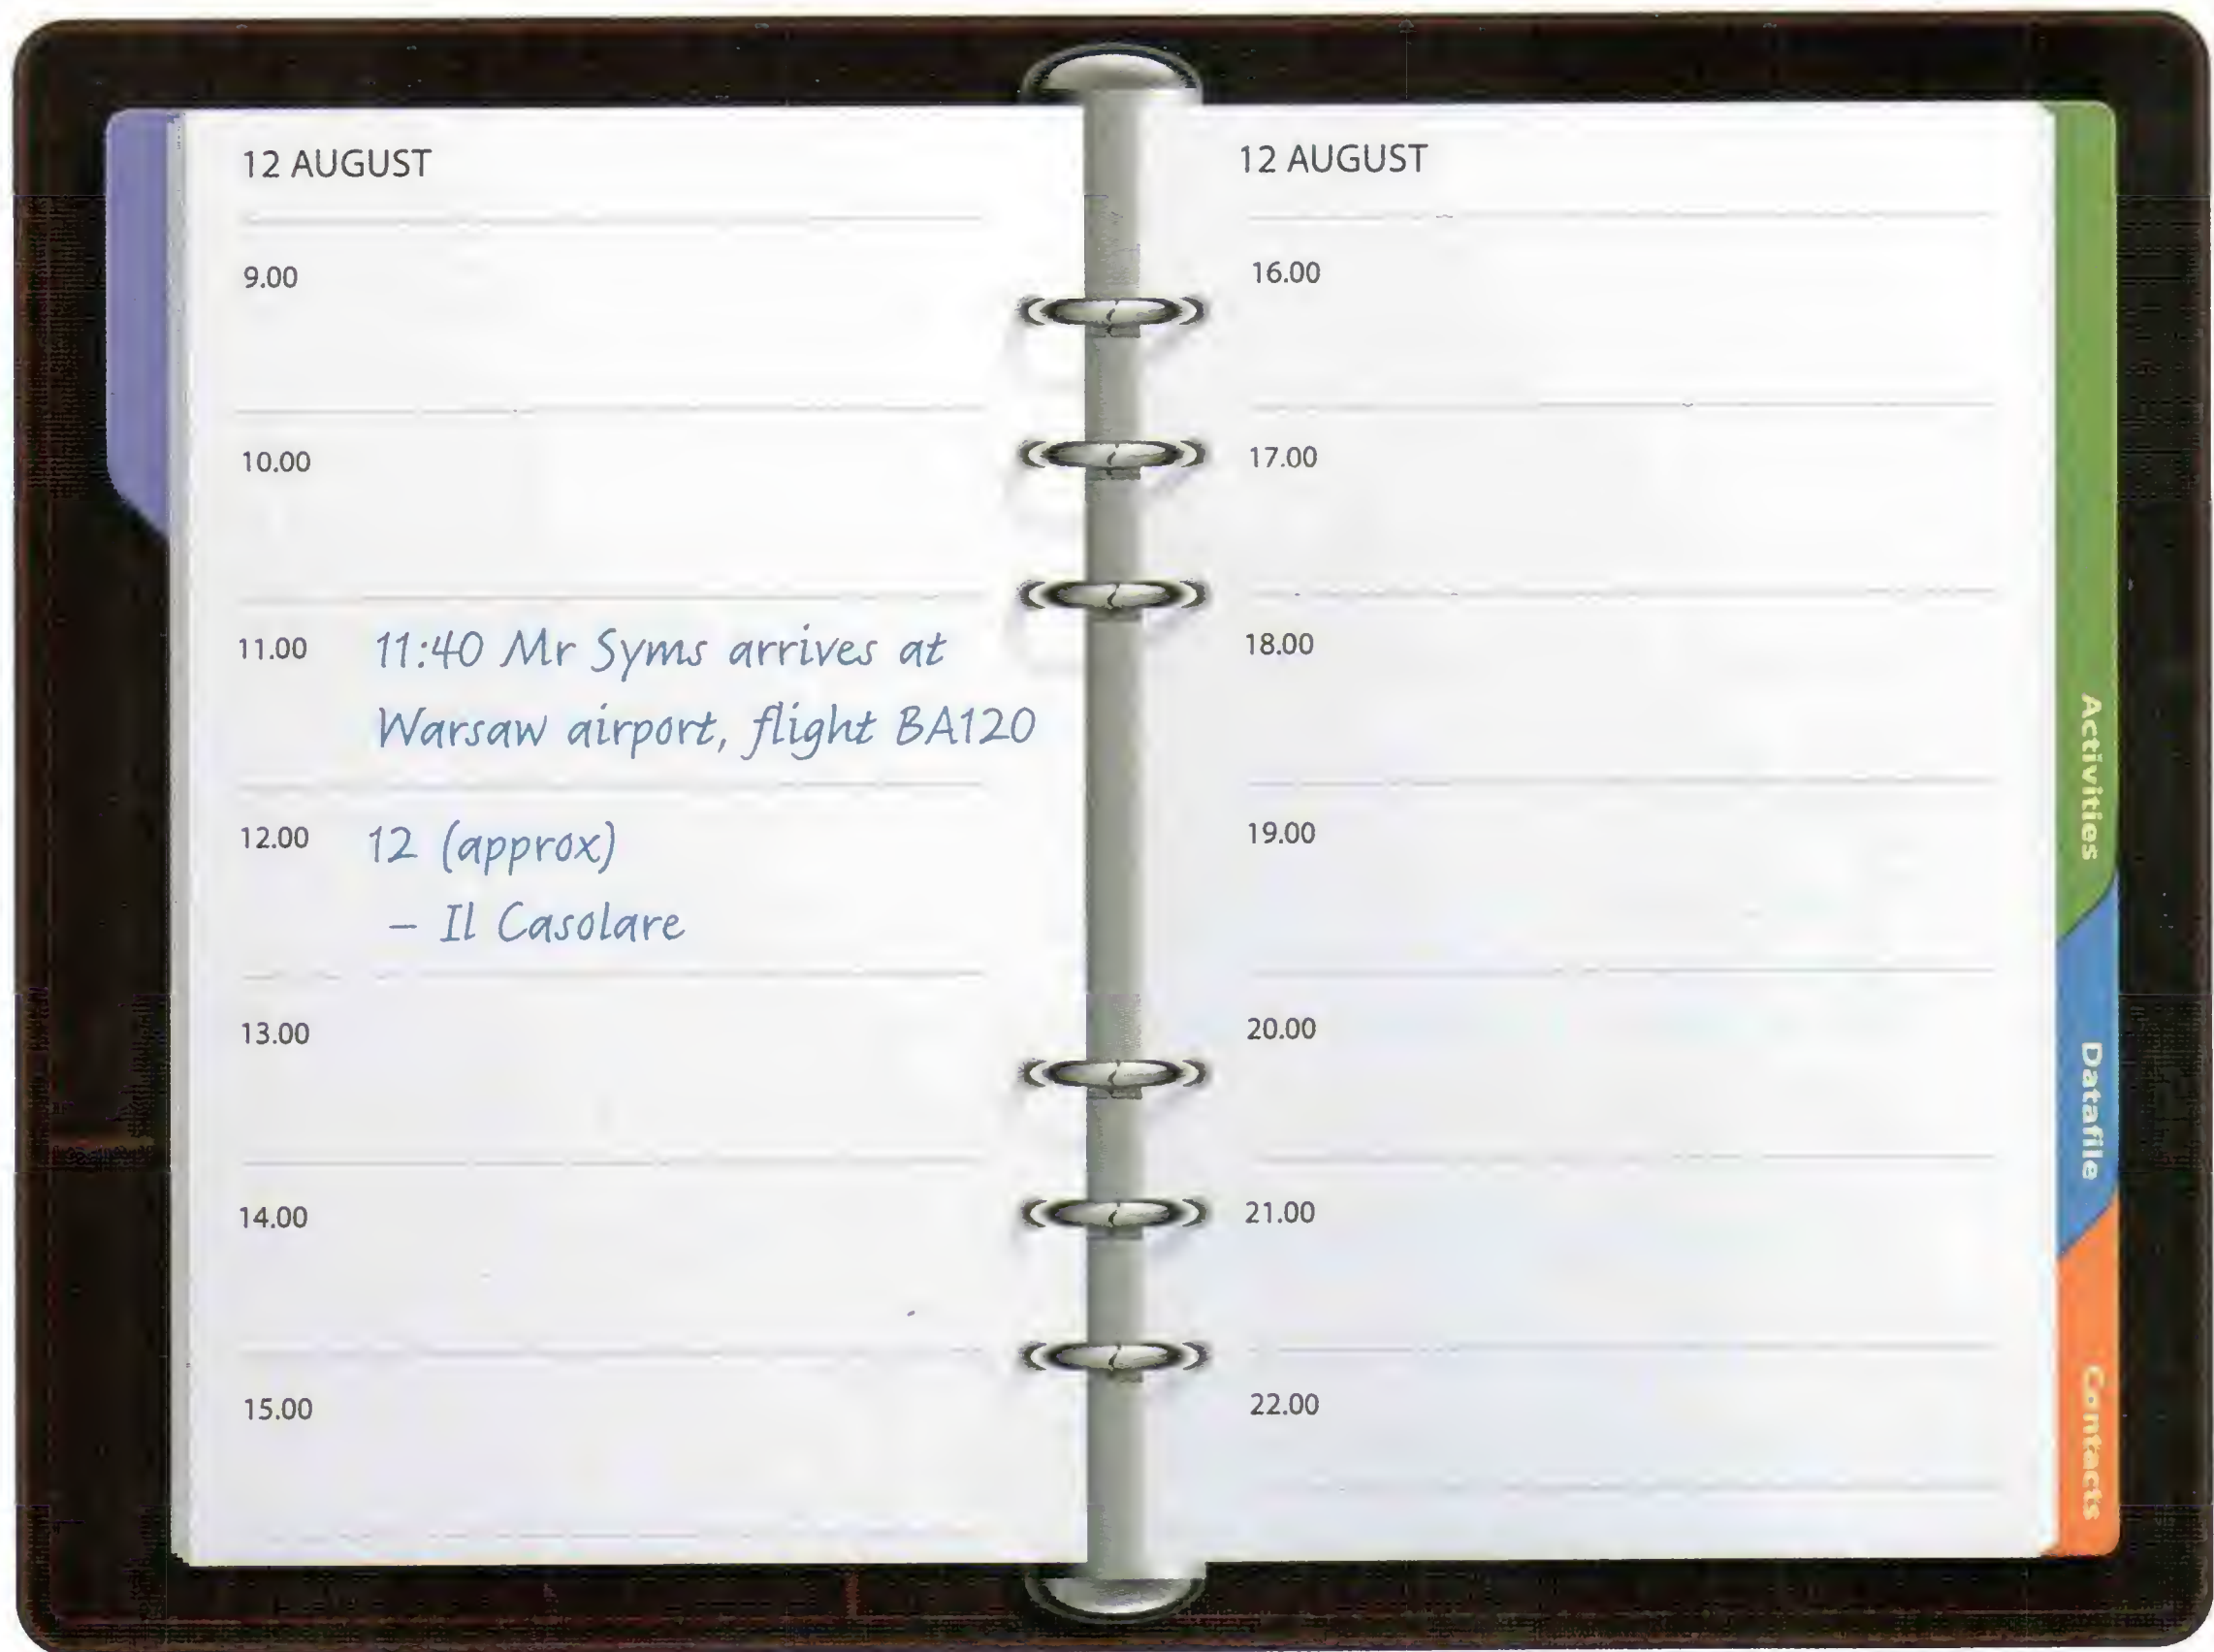 12 AUGUST
9.00
10.00
11.00 11:40 Mr Syms arrives at
Warsaw airport, flight BA120
12.00 12 (approx)
– Il Casolare
13.00
14.00
15.00
12 AUGUST
16.00
17.00
18.00
19.00
20.00
21.00
22.00
Activities
Datafile
Contacts